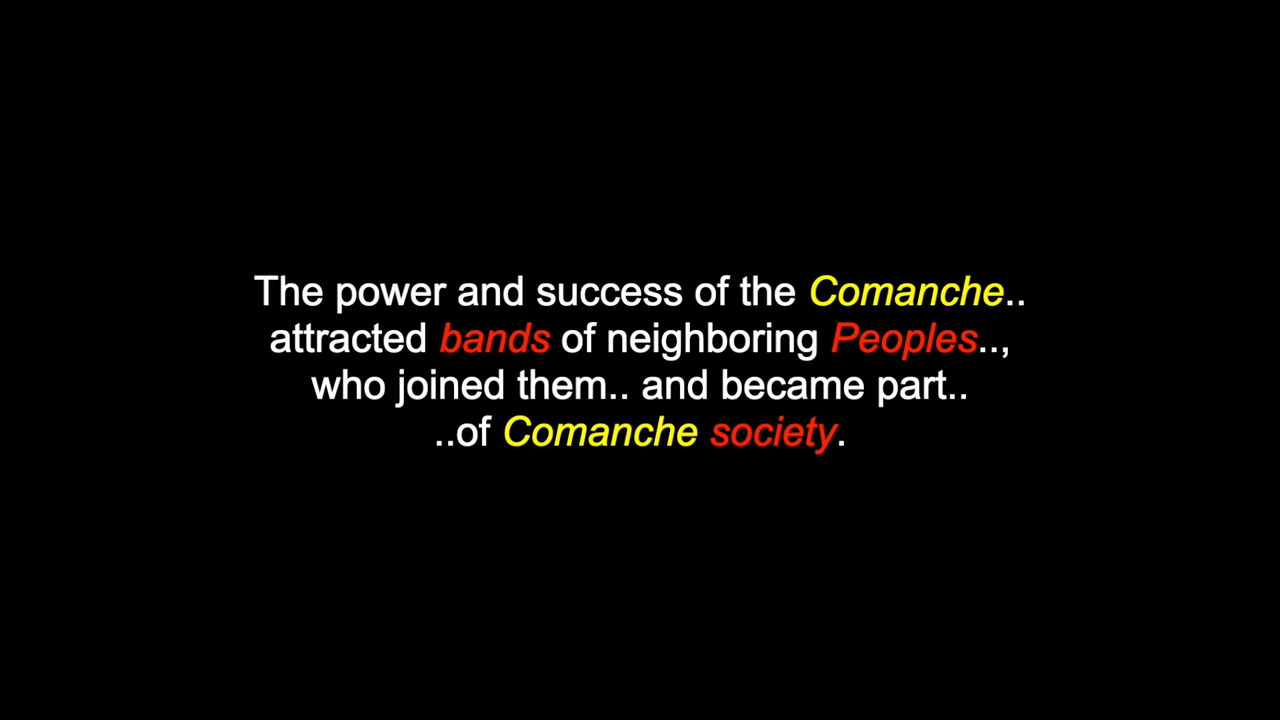 The power and success of the Comanche..
attracted bands of neighboring Peoples..,
who joined them.. and became part..
..of Comanche society.